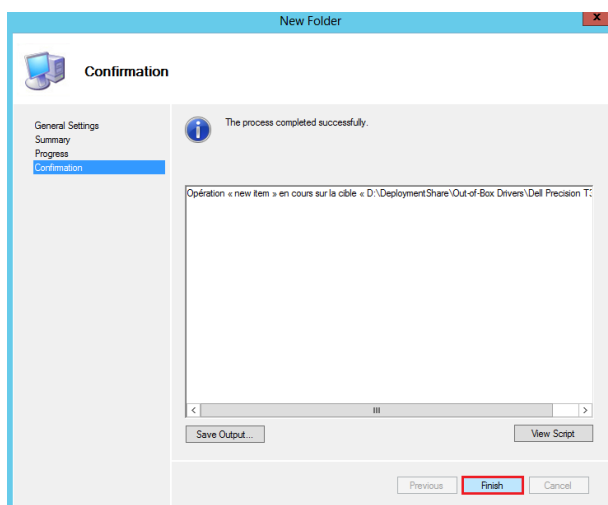 New Folder
x
Confirmation
General Settings
Summary
Progress
Confirmation
The process completed successfully.
Opération « new item » en cours sur la cible « D:\DeploymentShare\Out-of-Box Drivers\Dell Precision
Save Output...
View Script
Previous
Finish
Cancel